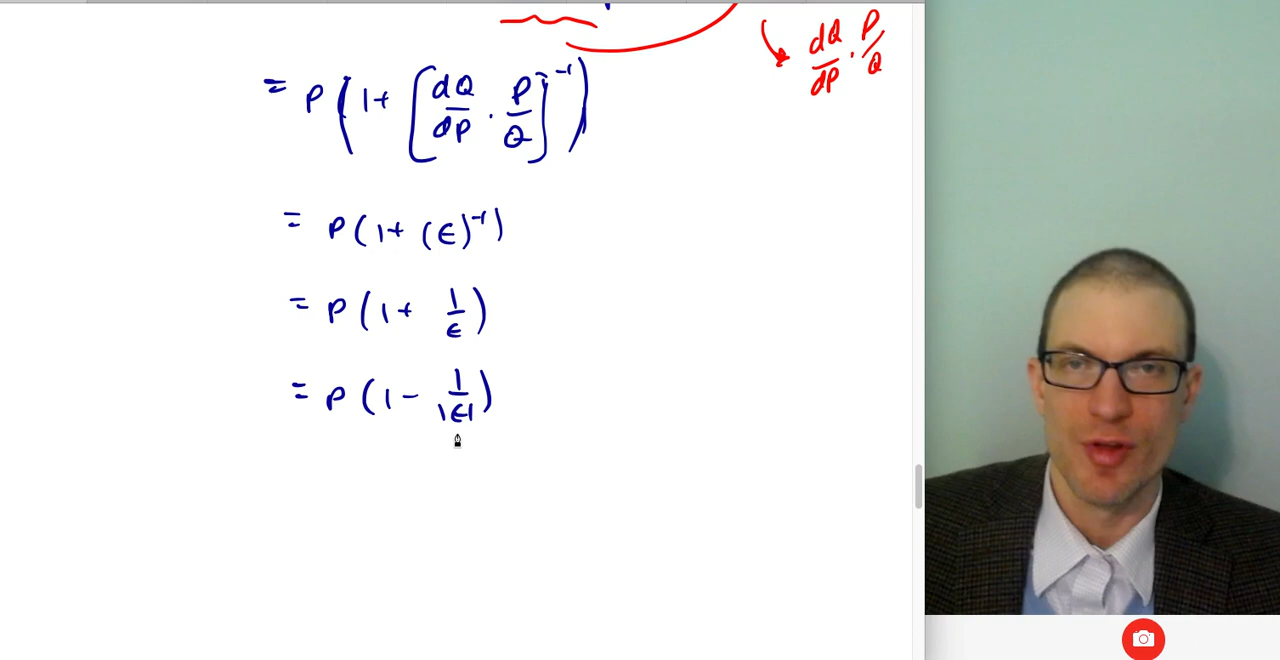 dQ/dP · P/Q
= P(1+[dQ/dP · P/Q]⁻¹)
= P(1+(ϵ)⁻¹)
= P(1+ 1/ϵ)
= P(1- 1/|ϵ|)